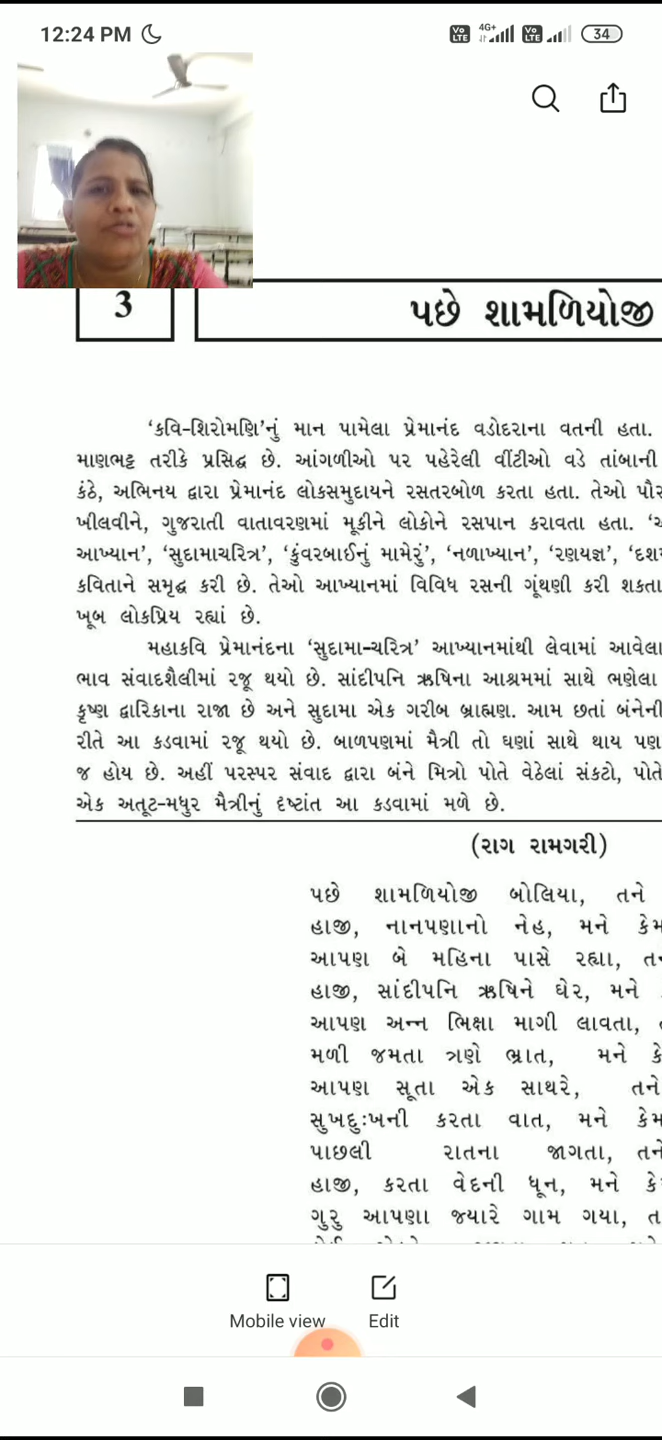 12:24 PM
Vo LTE 4G+ Vo LTE 34
3
પછે શામળિયોજી
'કવિ-શિરોમણિ'નું માન પામેલા પ્રેમાનંદ વડોદરાના વતની હતા.
માણભટ્ટ તરીકે પ્રસિદ્ધ છે. આંગળીઓ પર પહેરેલી વીંટીઓ વડે તાંબાની
કંઠે, અભિનય દ્વારા પ્રેમાનંદ લોકસમુદાયને રસતરબોળ કરતા હતા. તેઓ
ખીલવીને, ગુજરાતી વાતાવરણમાં મૂકીને લોકોને રસપાન કરાવતા હતા.
આખ્યાન', 'સુદામાચરિત્ર', 'કુંવરબાઈનું મામેરું', 'નળાખ્યાન', 'રણયજ્ઞ',
કવિતાને સમૃદ્ધ કરી છે. તેઓ આખ્યાનમાં વિવિધ રસની ગૂંથણી કરી શકતા
ખૂબ લોકપ્રિય રહ્યાં છે.
મહાકવિ પ્રેમાનંદના 'સુદામા-ચરિત્ર' આખ્યાનમાંથી લેવામાં આવેલા
ભાવ સંવાદશૈલીમાં રજૂ થયો છે. સાંદીપનિ ઋષિના આશ્રમમાં સાથે ભણેલા
કૃષ્ણ દ્વારિકાના રાજા છે અને સુદામા એક ગરીબ બ્રાહ્મણ. આમ છતાં બંનેની
રીતે આ કડવામાં રજૂ થયો છે. બાળપણમાં મૈત્રી તો ઘણાં સાથે થાય પણ
જ હોય છે. અહીં પરસ્પર સંવાદ દ્વારા બંને મિત્રો પોતે વેઠેલાં સંકટો, પોતે
એક અતૂટ-મધુર મૈત્રીનું દૃષ્ટાંત આ કડવામાં મળે છે.
(રાગ રામગરી)
પછે શામળિયોજી બોલિયા, તને
હાજી, નાનપણાનો નેહ, મને
આપણ બે મહિના પાસે રહ્યા,
હાજી, સાંદીપનિ ઋષિને ઘેર, મને
આપણ અન્ન ભિક્ષા માગી લાવતા,
મળી જમતા ત્રણે ભ્રાત, મને
આપણ સૂતા એક સાથરે, તને
સુખદુઃખની કરતા વાત, મને
પાછલી રાતના જાગતા,
હાજી, કરતા વેદની ધૂન, મને
ગુરુ આપણા જ્યારે ગામ ગયા,
Mobile view
Edit